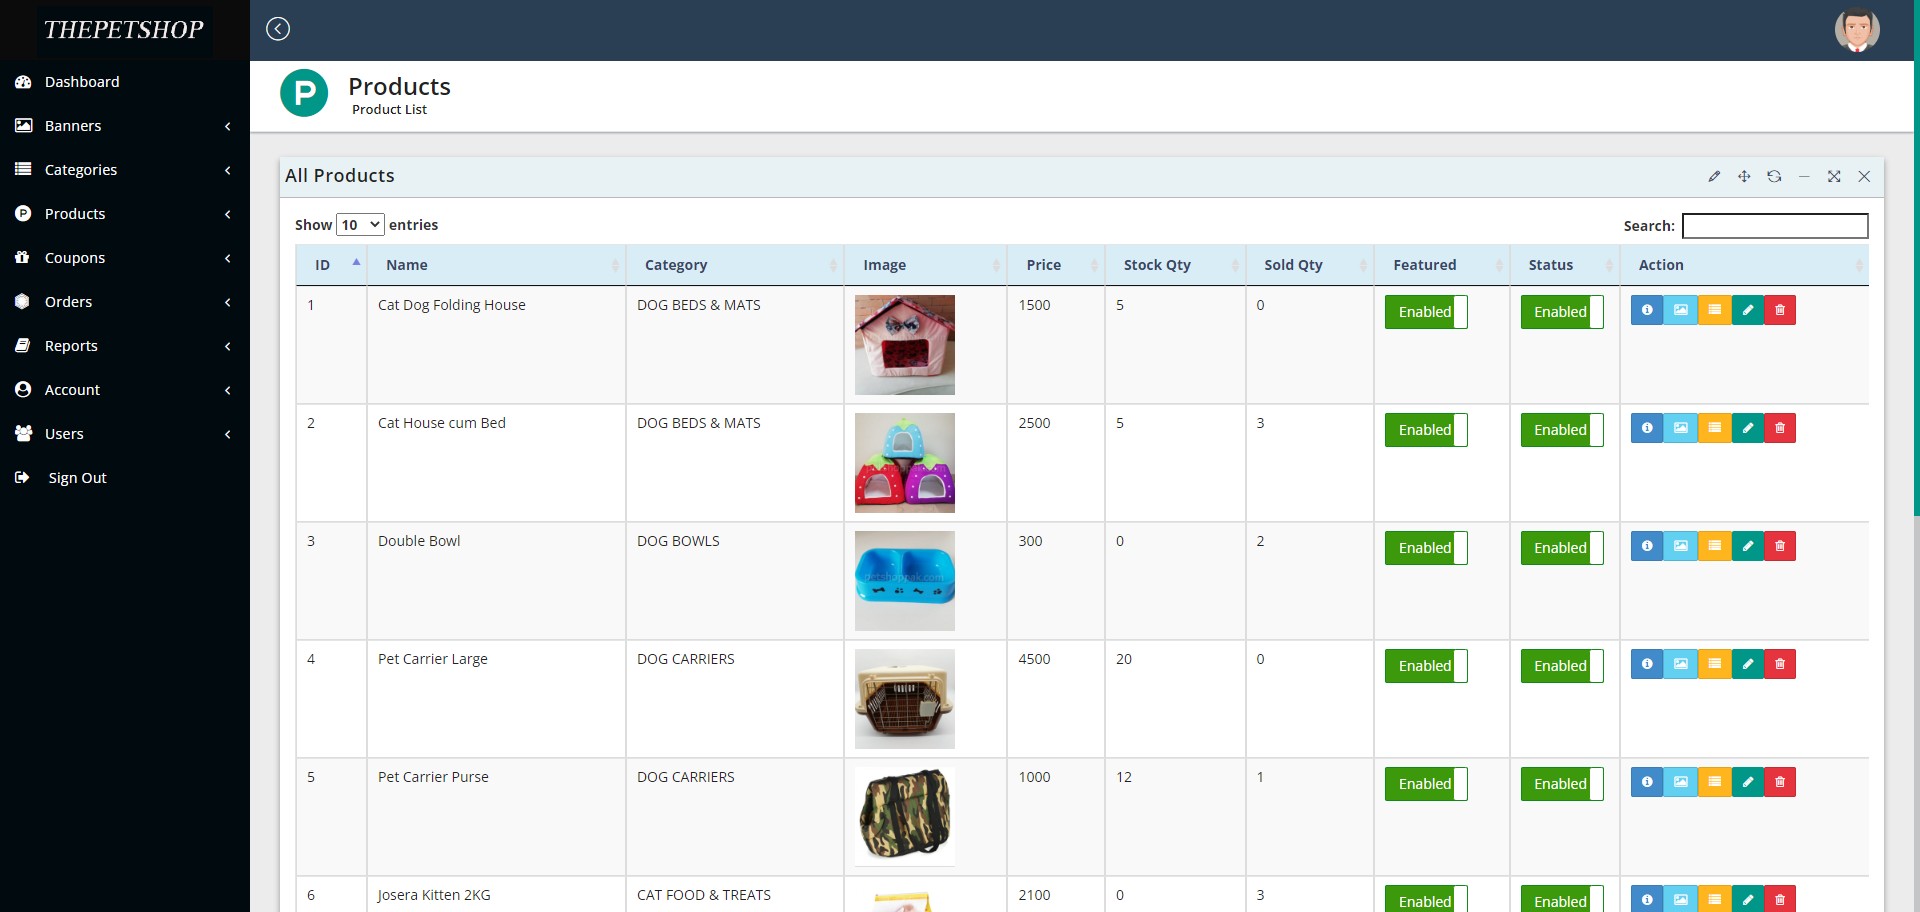 THEPETSHOP
Dashboard
Banners
Categories
Products
Coupons
Orders
Reports
Account
Users
Sign Out
P Products
Product List
All Products
Show 10 entries
Search:
ID Name Category Image Price Stock Qty Sold Qty Featured Status Action
1 Cat Dog Folding House DOG BEDS & MATS 1500 5 0 Enabled Enabled
2 Cat House cum Bed DOG BEDS & MATS 2500 5 3 Enabled Enabled
3 Double Bowl DOG BOWLS 300 0 2 Enabled Enabled
petshoppak.com
4 Pet Carrier Large DOG CARRIERS 4500 20 0 Enabled Enabled
5 Pet Carrier Purse DOG CARRIERS 1000 12 1 Enabled Enabled
6 Josera Kitten 2KG CAT FOOD & TREATS 2100 0 3 Enabled Enabled